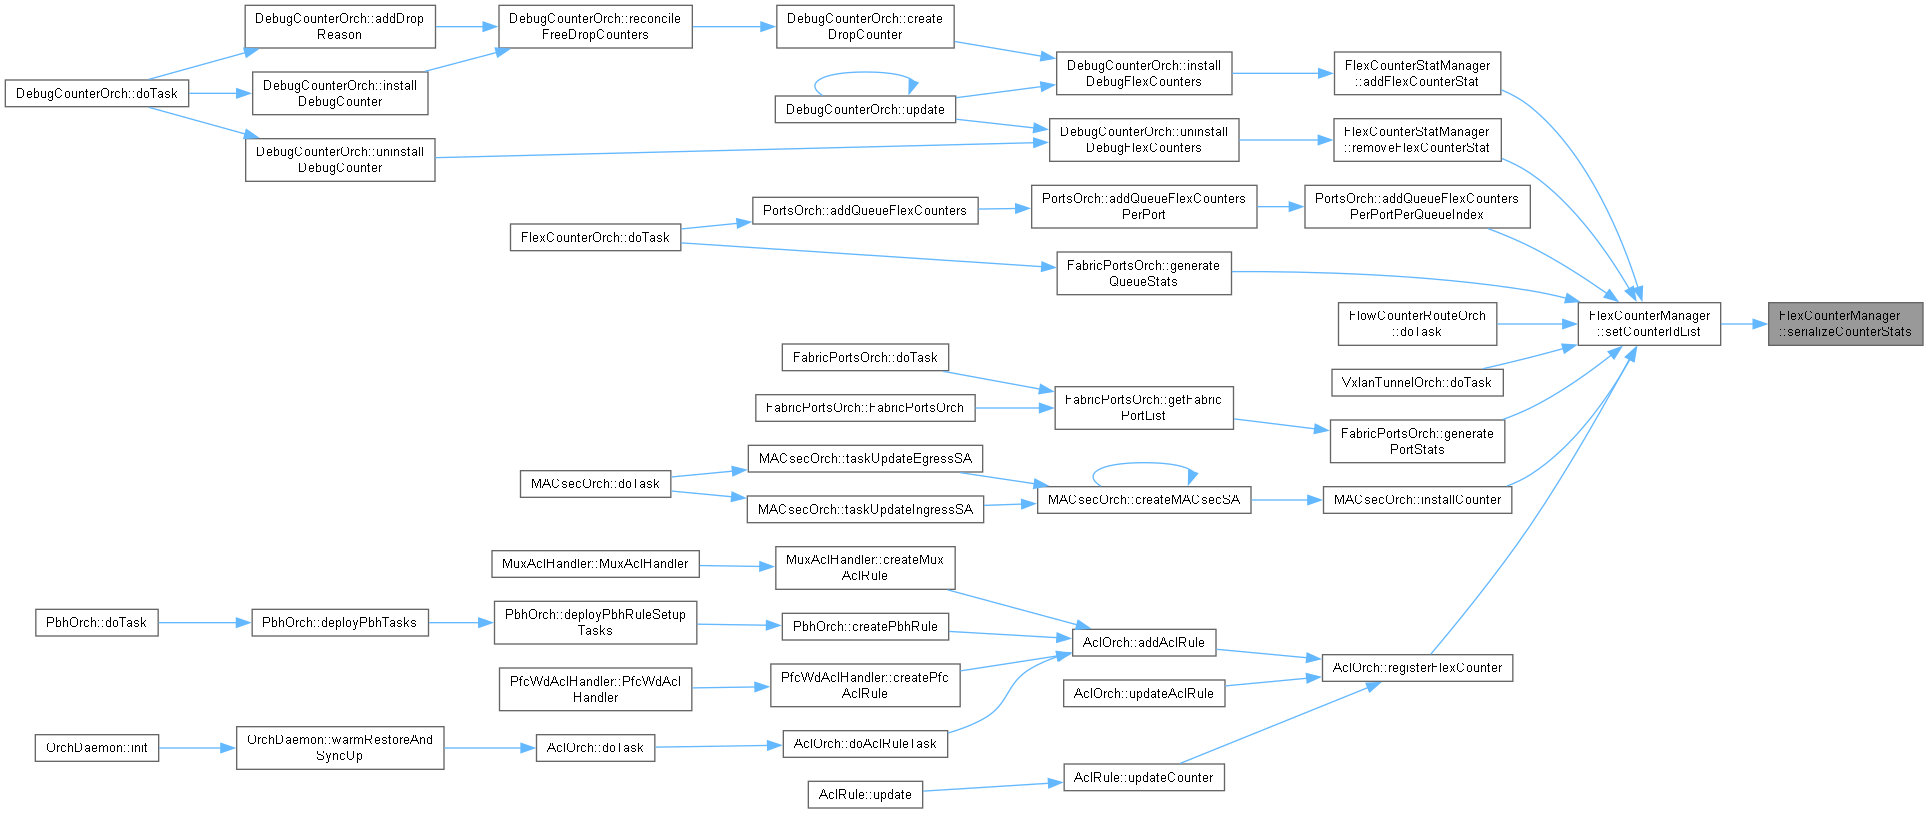 DebugCounterOrch::addDrop
Reason
DebugCounterOrch::reconcile
FreeDropCounters
DebugCounterOrch::create
DropCounter
DebugCounterOrch::doTask
DebugCounterOrch::install
DebugCounter
DebugCounterOrch::update
DebugCounterOrch::install
DebugFlexCounters
FlexCounterStatManager
::addFlexCounterStat
DebugCounterOrch::uninstall
DebugCounter
DebugCounterOrch::uninstall
DebugFlexCounters
FlexCounterStatManager
::removeFlexCounterStat
FlexCounterOrch::doTask
PortsOrch::addQueueFlexCounters
PortsOrch::addQueueFlexCounters
PerPort
PortsOrch::addQueueFlexCounters
PerPortPerQueueIndex
FabricPortsOrch::generate
QueueStats
FlowCounterRouteOrch
::doTask
FlexCounterManager
::setCounterIdList
FlexCounterManager
::serializeCounterStats
FabricPortsOrch::doTask
VxlanTunnelOrch::doTask
FabricPortsOrch::FabricPortsOrch
FabricPortsOrch::getFabric
PortList
FabricPortsOrch::generate
PortStats
MACsecOrch::doTask
MACsecOrch::taskUpdateEgressSA
MACsecOrch::taskUpdateIngressSA
MACsecOrch::createMACsecSA
MACsecOrch::installCounter
MuxAclHandler::MuxAclHandler
MuxAclHandler::createMux
AclRule
PbhOrch::doTask
PbhOrch::deployPbhTasks
PbhOrch::deployPbhRuleSetup
Tasks
PbhOrch::createPbhRule
AclOrch::addAclRule
AclOrch::registerFlexCounter
PfcWdAclHandler::PfcWdAcl
Handler
PfcWdAclHandler::createPfc
AclRule
AclOrch::updateAclRule
OrchDaemon::init
OrchDaemon::warmRestoreAnd
SyncUp
AclOrch::doTask
AclOrch::doAclRuleTask
AclRule::update
AclRule::updateCounter